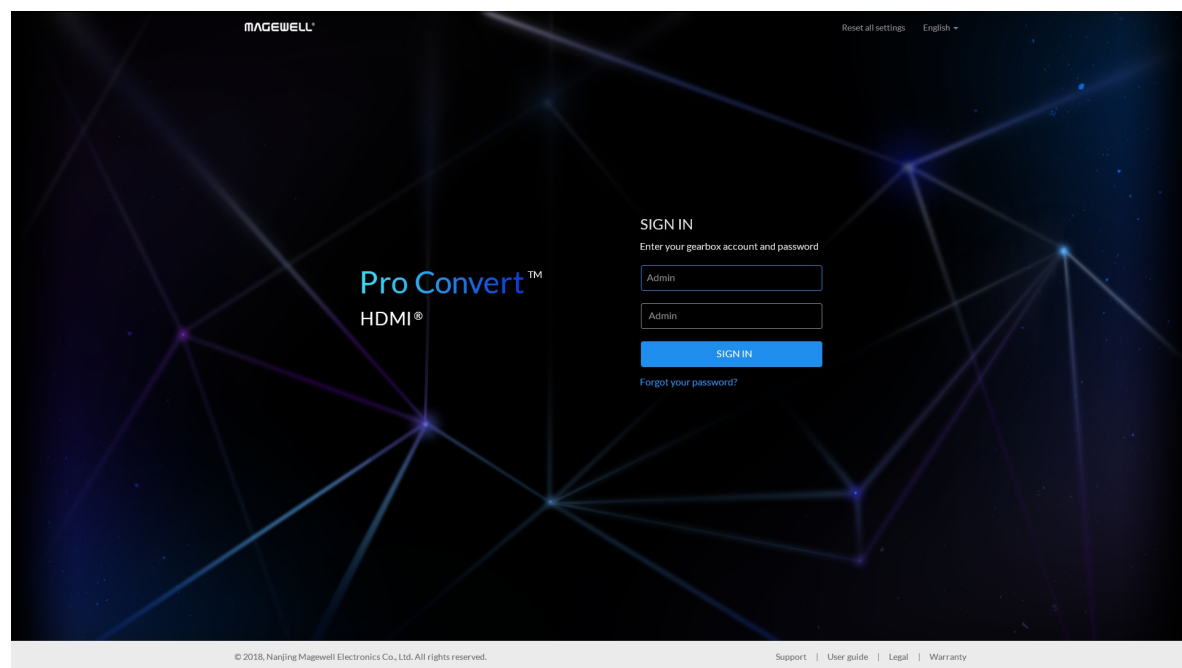 MAGEWELL®
Reset all settings English
SIGN IN
Enter your gearbox account and password
Admin
Pro Convert™
HDMI®
Admin
SIGN IN
Forgot your password?
© 2018, Nanjing Magewell Electronics Co., Ltd. All rights reserved.
Support | User guide | Legal | Warranty